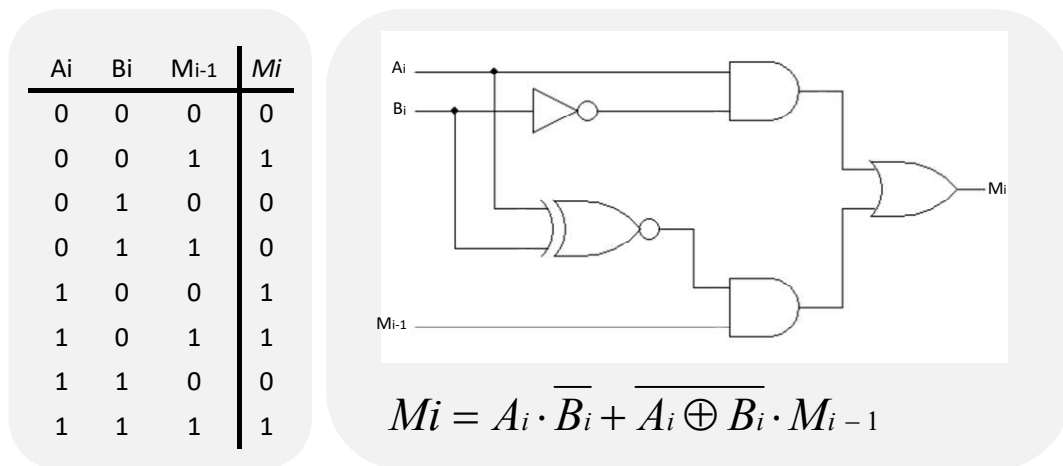 Ai Bi Mi-1 Mi
0 0 0 0
0 0 1 1
0 1 0 0
0 1 1 0
1 0 0 1
1 0 1 1
1 1 0 0
1 1 1 1
Ai
Bi
Mi
Mi-1
Mi = Ai · B̅i̅ + A̅i̅ ̅⊕̅ ̅B̅i̅ · Mi − 1